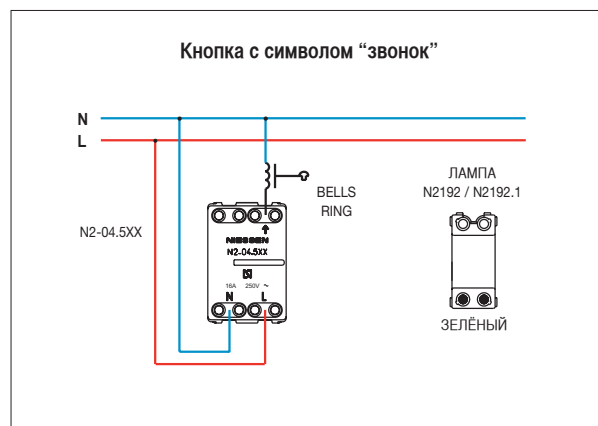 Кнопка с символом “звонок”
N
L
BELLS
RING
ЛАМПА
N2192 / N2192.1
N2-04.5XX
NIESSEN
N2-04.5XX
16A 250V ~
N L
ЗЕЛЁНЫЙ